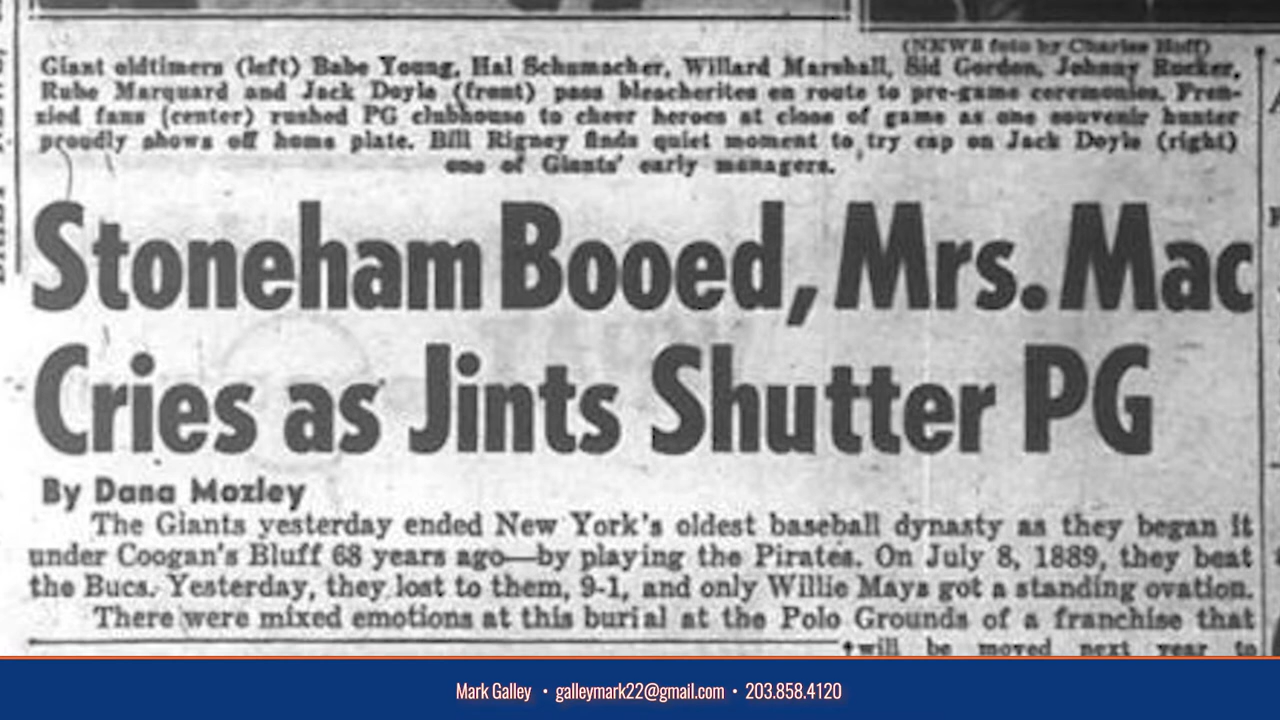 (NEWS foto by Charles Hoff)
Giant oldtimers (left) Babe Young, Hal Schumacher, Willard Marshall, Sid Gordon, Johnny Rucker,
Rube Marquard and Jack Doyle (front) pass bleacherites en route to pre-game ceremonies. Fren-
zied fans (center) rushed PG clubhouse to cheer heroes at close of game as one souvenir hunter
proudly shows off home plate. Bill Rigney finds quiet moment to try cap on Jack Doyle (right)
one of Giants' early managers.
Stoneham Booed, Mrs. Mac
Cries as Jints Shutter PG
By Dana Mozley
The Giants yesterday ended New York's oldest baseball dynasty as they began it
under Coogan's Bluff 68 years ago—by playing the Pirates. On July 8, 1889, they beat
the Bucs. Yesterday, they lost to them, 9-1, and only Willie Mays got a standing ovation.
There were mixed emotions at this burial at the Polo Grounds of a franchise that
will be moved next year to
Mark Galley • galleymark22@gmail.com • 203.858.4120